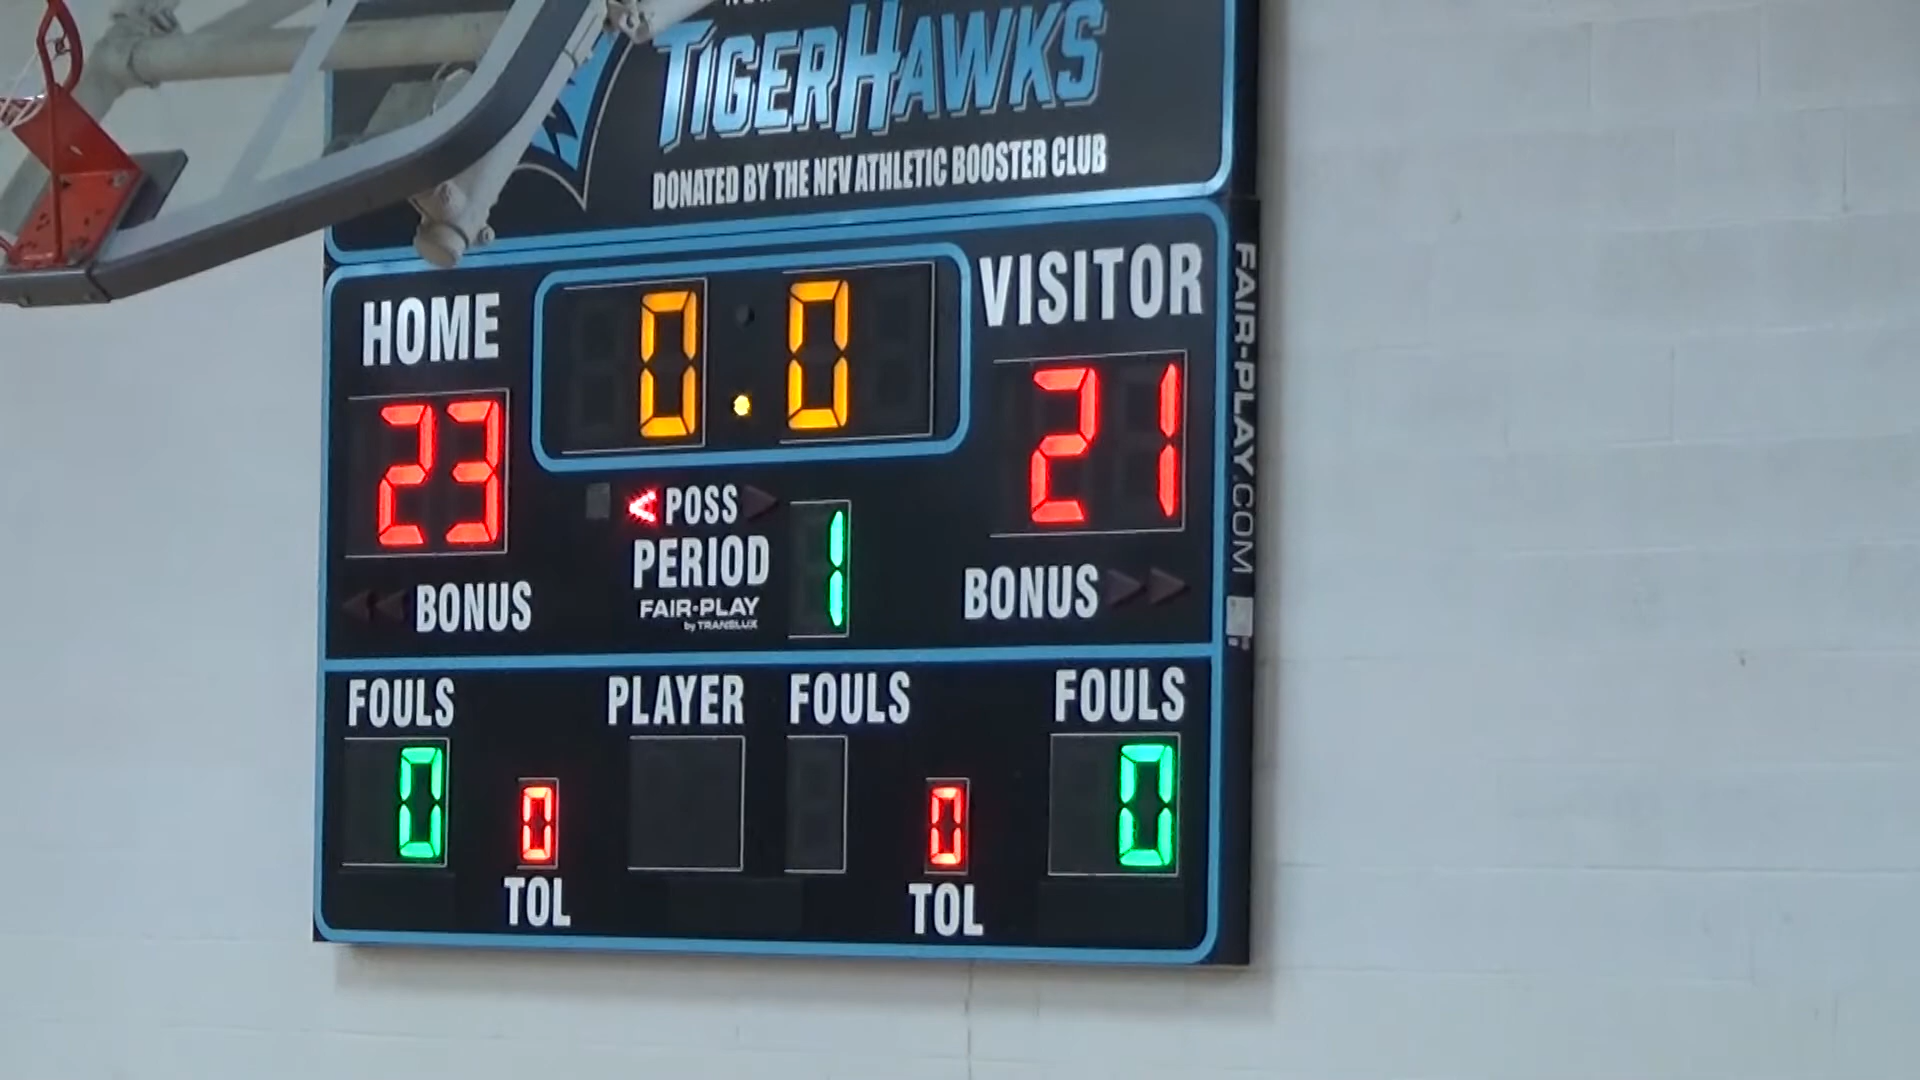 TIGERHAWKS
DONATED BY THE NFV ATHLETIC BOOSTER CLUB
HOME 0.0 VISITOR
23 21
< POSS
PERIOD 1
BONUS BONUS
FAIR-PLAY
by TRANSLUX
FOULS PLAYER FOULS FOULS
0 0 0 0
TOL TOL
FAIR-PLAY.COM